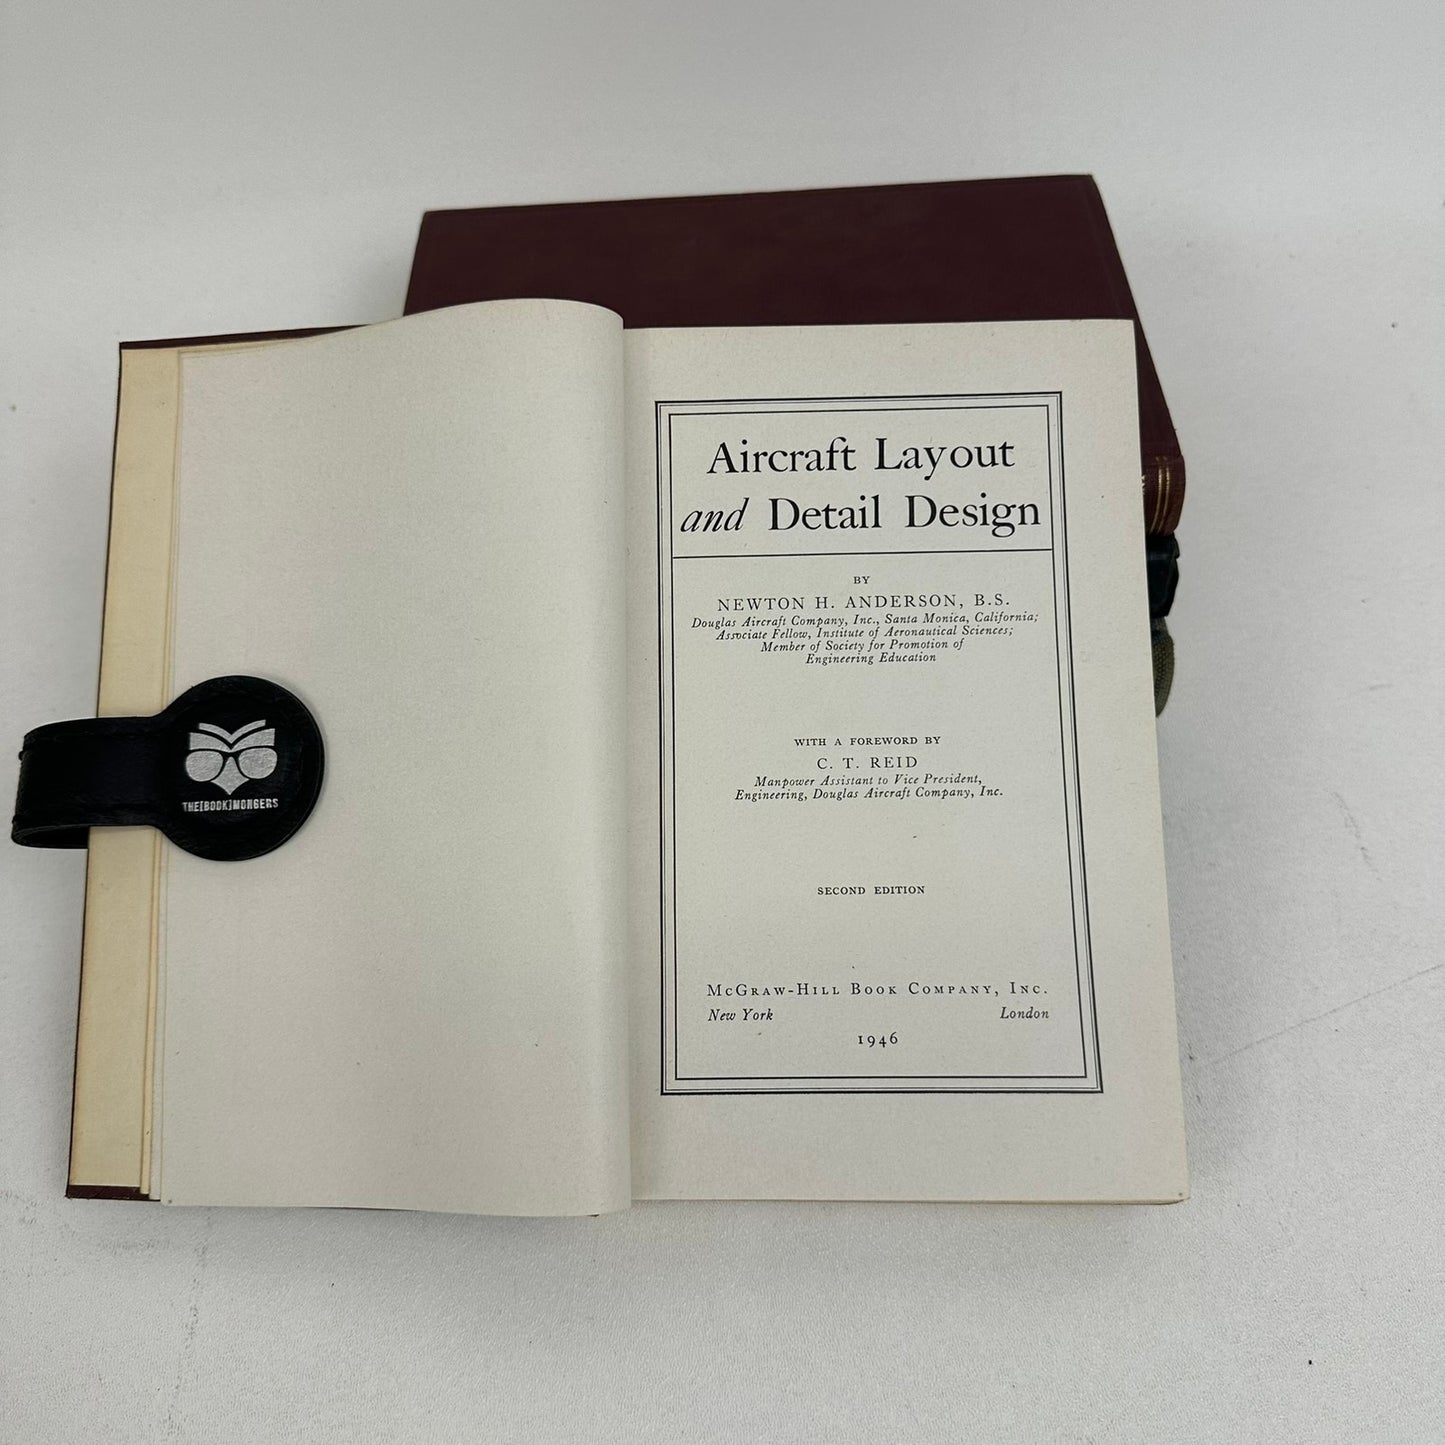 Aircraft Layout
and Detail Design
BY
NEWTON H. ANDERSON, B.S.
Douglas Aircraft Company, Inc., Santa Monica, California;
Associate Fellow, Institute of Aeronautical Sciences;
Member of Society for Promotion of
Engineering Education
WITH A FOREWORD BY
C. T. REID
Manpower Assistant to Vice President,
Engineering, Douglas Aircraft Company, Inc.
SECOND EDITION
McGRAW-HILL BOOK COMPANY, INC.
New York London
1946
THE[BOOK]MONGERS